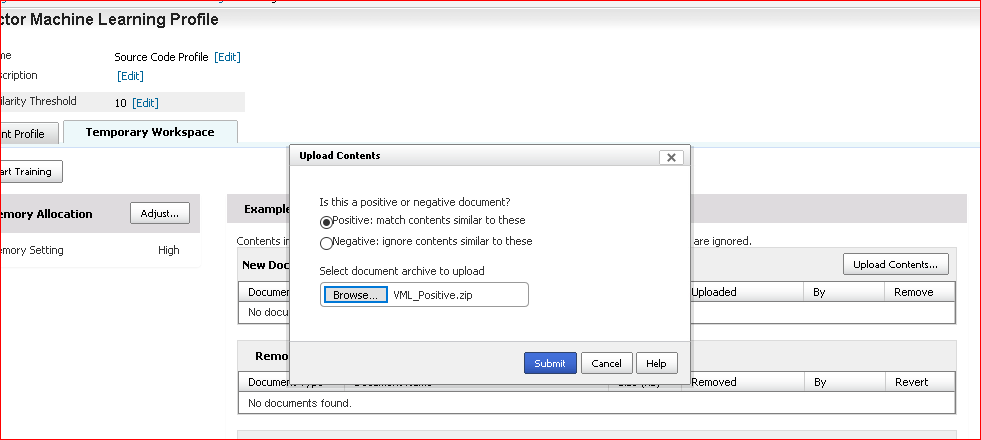 ctor Machine Learning Profile
me Source Code Profile [Edit]
scription [Edit]
ilarity Threshold 10 [Edit]
nt Profile Temporary Workspace
art Training
Upload Contents
Is this a positive or negative document?
Positive: match contents similar to these
Negative: ignore contents similar to these
Select document archive to upload
Browse... VML_Positive.zip
Submit Cancel Help
emory Allocation Adjust...
emory Setting High
Example
Contents in are ignored.
New Doc Upload Contents...
Documen Uploaded By Remove
No docu
Remo
Document Type Document Name Size (KB) Removed By Revert
No documents found.